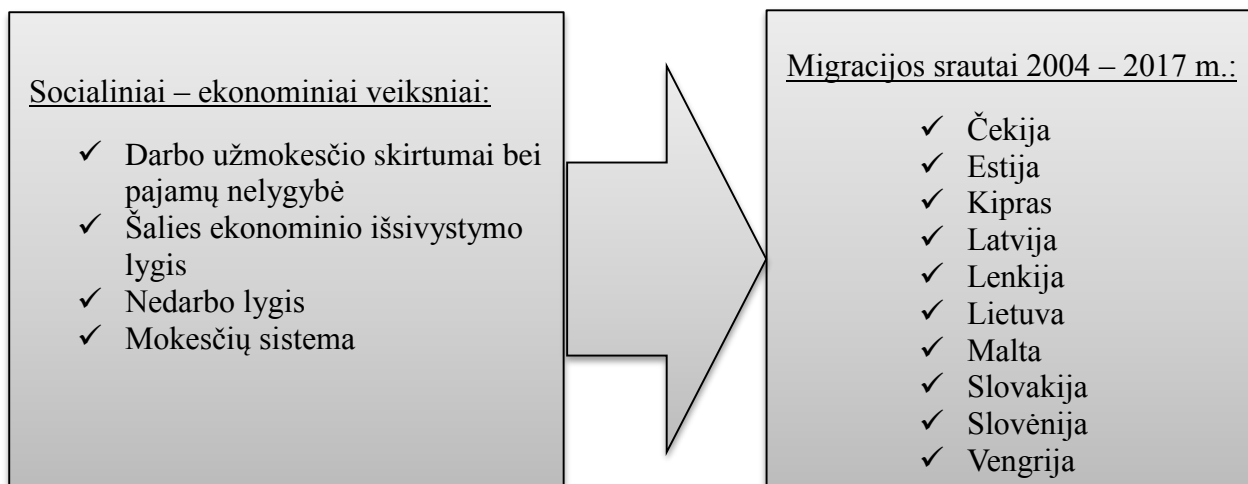 Socialiniai – ekonominiai veiksniai:
✓ Darbo užmokesčio skirtumai bei
pajamų nelygybė
✓ Šalies ekonominio išsivystymo
lygis
✓ Nedarbo lygis
✓ Mokesčių sistema
Migracijos srautai 2004 – 2017 m.:
✓ Čekija
✓ Estija
✓ Kipras
✓ Latvija
✓ Lenkija
✓ Lietuva
✓ Malta
✓ Slovakija
✓ Slovėnija
✓ Vengrija